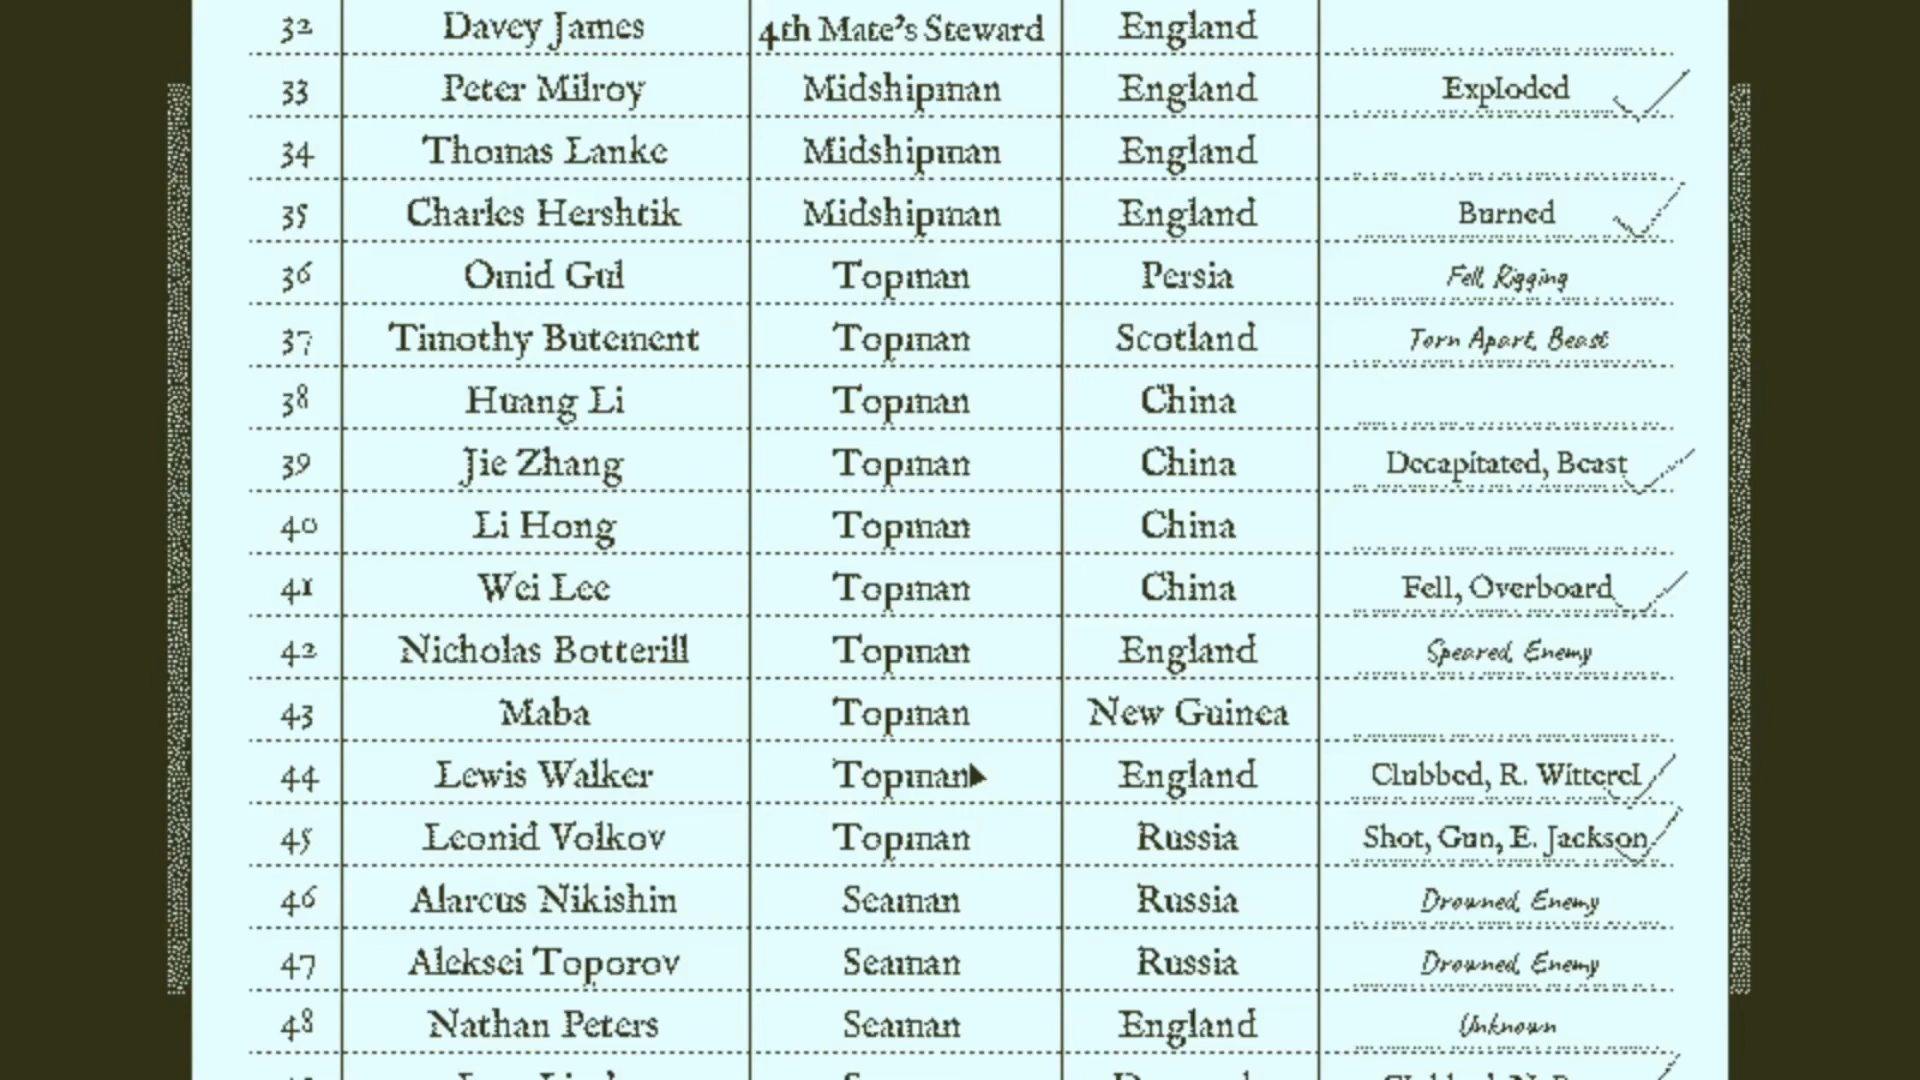 32 Davey James 4th Mate's Steward England
33 Peter Milroy Midshipman England Exploded
34 Thomas Lanke Midshipman England
35 Charles Hershtik Midshipman England Burned
36 Omid Gul Topman Persia Fell, Rigging
37 Timothy Butement Topman Scotland Torn Apart, Beast
38 Huang Li Topman China
39 Jie Zhang Topman China Decapitated, Beast
40 Li Hong Topman China
41 Wei Lee Topman China Fell, Overboard
42 Nicholas Botterill Topman England Speared, Enemy
43 Maba Topman New Guinea
44 Lewis Walker Topman England Clubbed, R. Witterel
45 Leonid Volkov Topman Russia Shot, Gun, E. Jackson
46 Alarcus Nikishin Seaman Russia Drowned, Enemy
47 Aleksei Toporov Seaman Russia Drowned, Enemy
48 Nathan Peters Seaman England Unknown